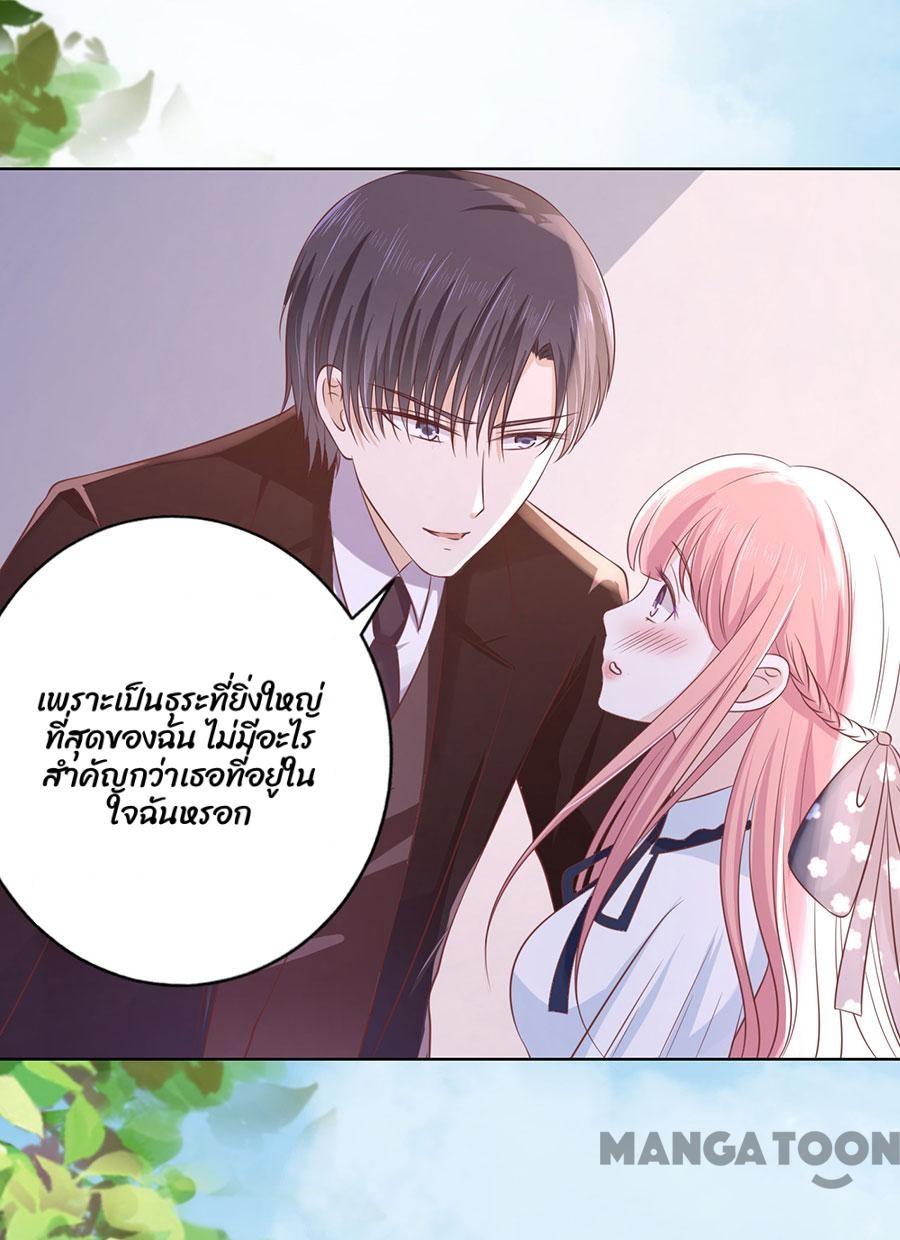 เพราะเป็นธุระที่ยิ่งใหญ่
ที่สุดของฉัน ไม่มีอะไร
สำคัญกว่าเธอที่อยู่ใน
ใจฉันหรอก
MANGATOON